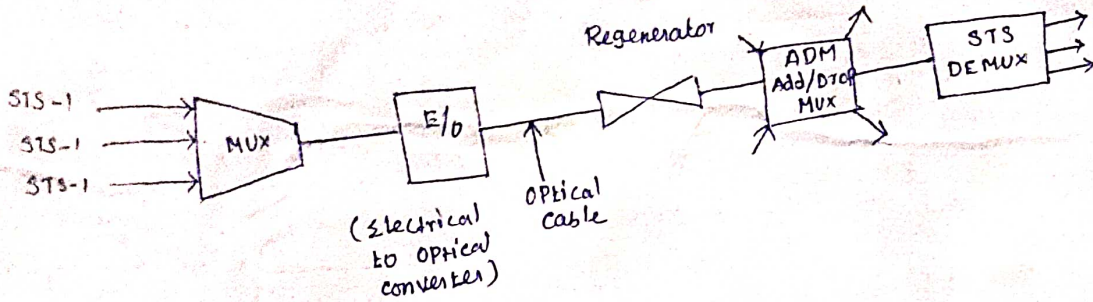 STS-1
STS-1
STS-1
MUX
E/O
(Electrical
to optical
converter)
Optical
Cable
Regenerator
ADM
Add/Drop
MUX
STS
DEMUX